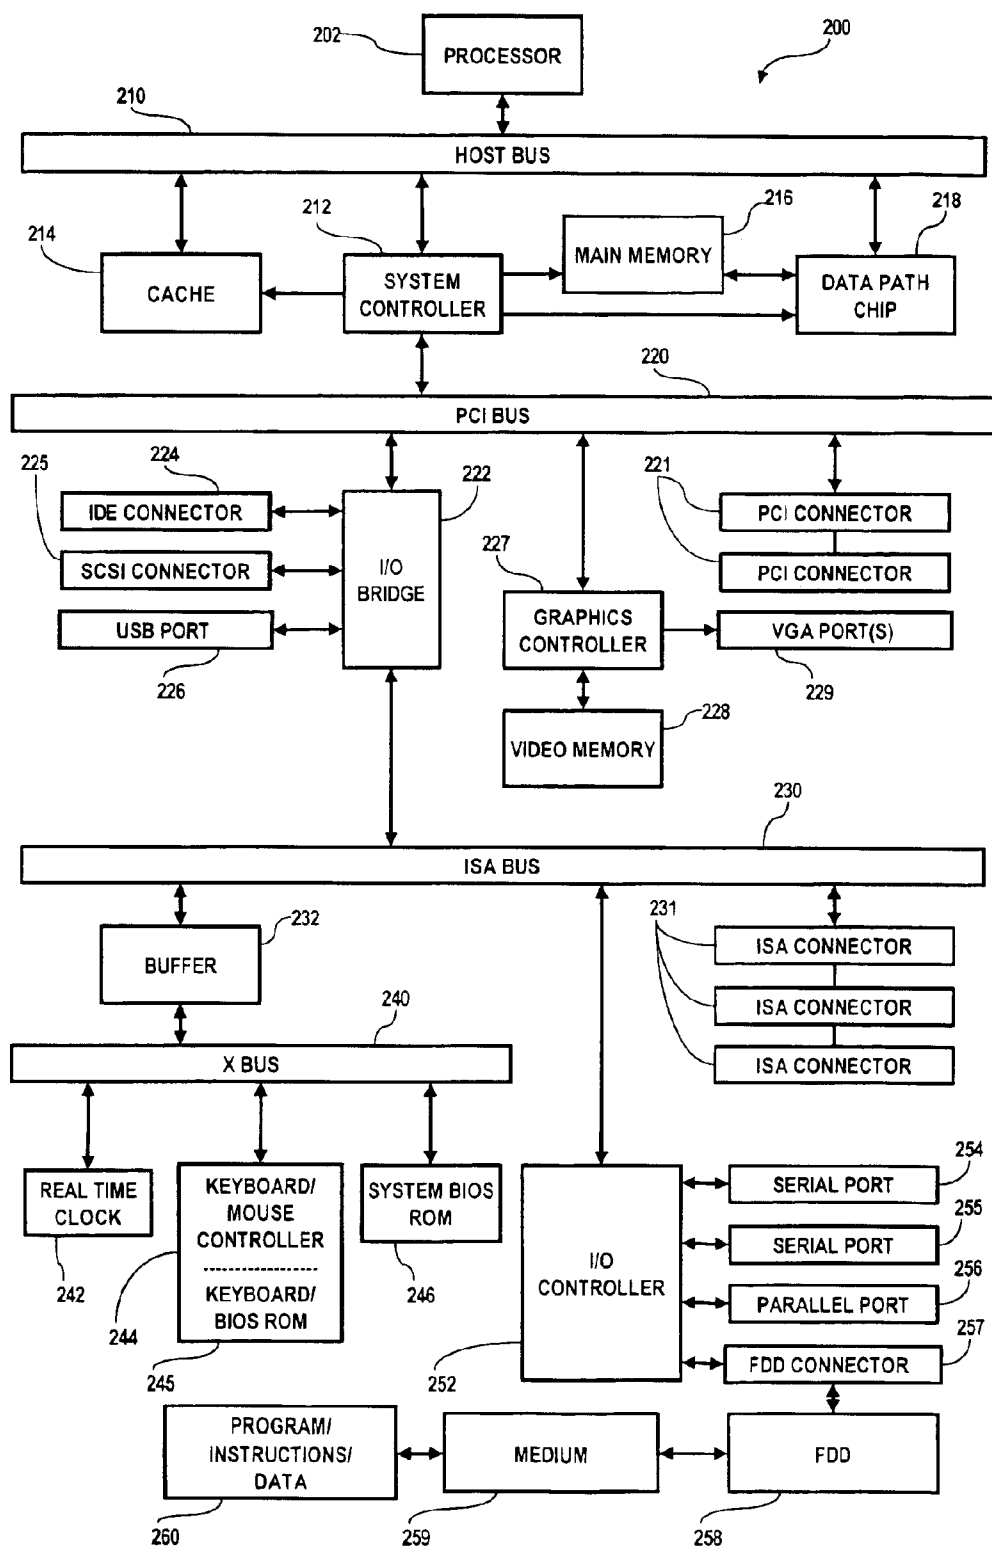 202
PROCESSOR
200
210
HOST BUS
214
CACHE
212
SYSTEM
CONTROLLER
216
MAIN MEMORY
218
DATA PATH
CHIP
220
PCI BUS
225
224
IDE CONNECTOR
SCSI CONNECTOR
USB PORT
226
222
I/O
BRIDGE
227
GRAPHICS
CONTROLLER
228
VIDEO MEMORY
221
PCI CONNECTOR
PCI CONNECTOR
VGA PORT(S)
229
230
ISA BUS
232
BUFFER
231
ISA CONNECTOR
ISA CONNECTOR
ISA CONNECTOR
240
X BUS
REAL TIME
CLOCK
242
KEYBOARD/
MOUSE
CONTROLLER
KEYBOARD/
BIOS ROM
244
245
SYSTEM BIOS
ROM
246
I/O
CONTROLLER
252
254
SERIAL PORT
255
SERIAL PORT
256
PARALLEL PORT
257
FDD CONNECTOR
PROGRAM/
INSTRUCTIONS/
DATA
260
MEDIUM
259
FDD
258